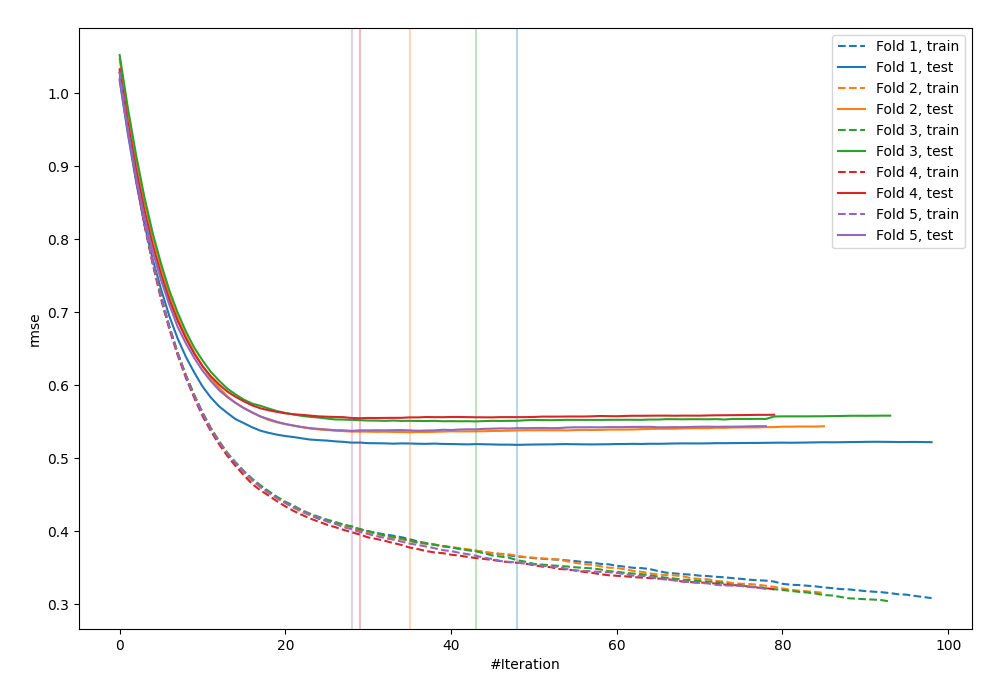 1.0
0.9
0.8
0.7
0.6
0.5
0.4
0.3
rmse
0
20
40
60
80
100
#Iteration
Fold 1, train
Fold 1, test
Fold 2, train
Fold 2, test
Fold 3, train
Fold 3, test
Fold 4, train
Fold 4, test
Fold 5, train
Fold 5, test